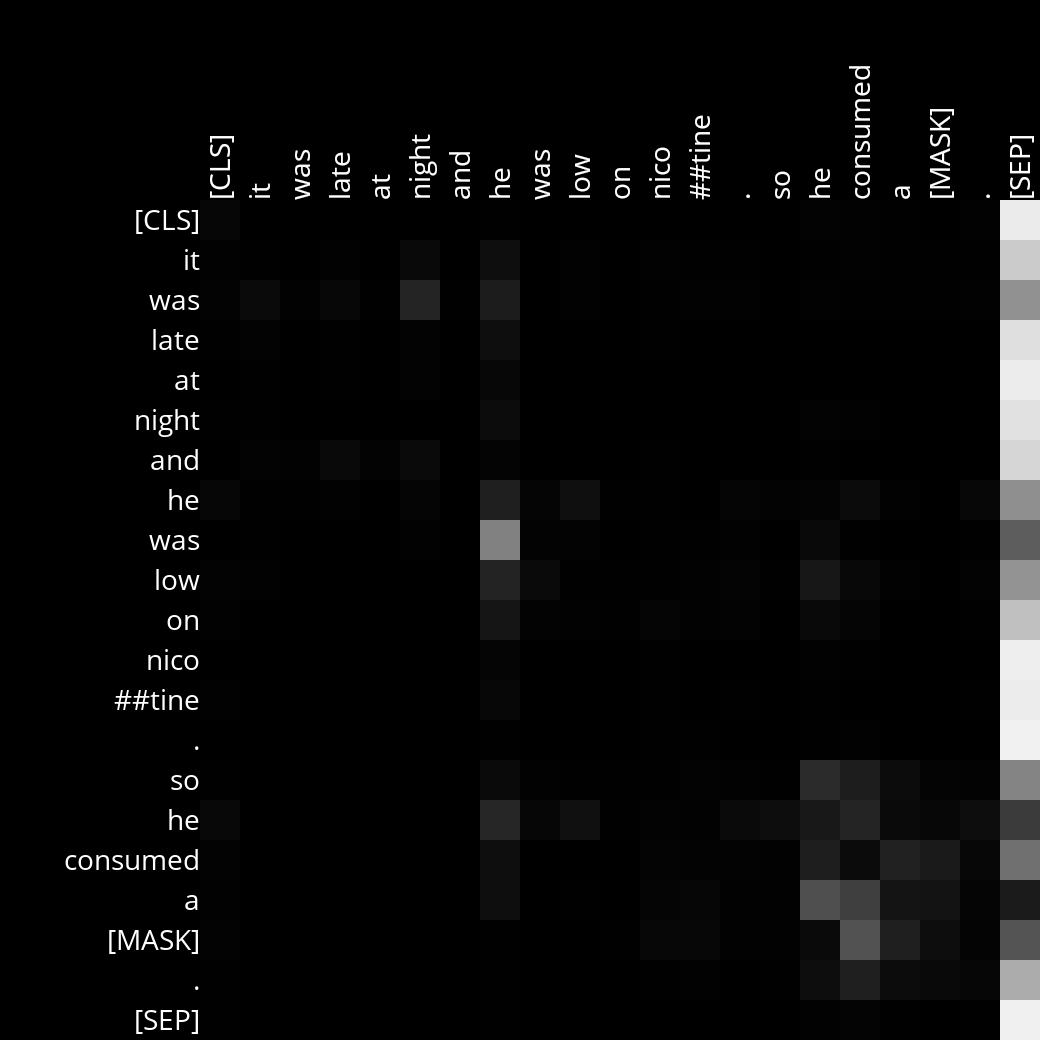 [CLS] it was late at night and he was low on nico ##tine . so he consumed a [MASK] . [SEP]
[CLS]
it
was
late
at
night
and
he
was
low
on
nico
##tine
.
so
he
consumed
a
[MASK]
.
[SEP]